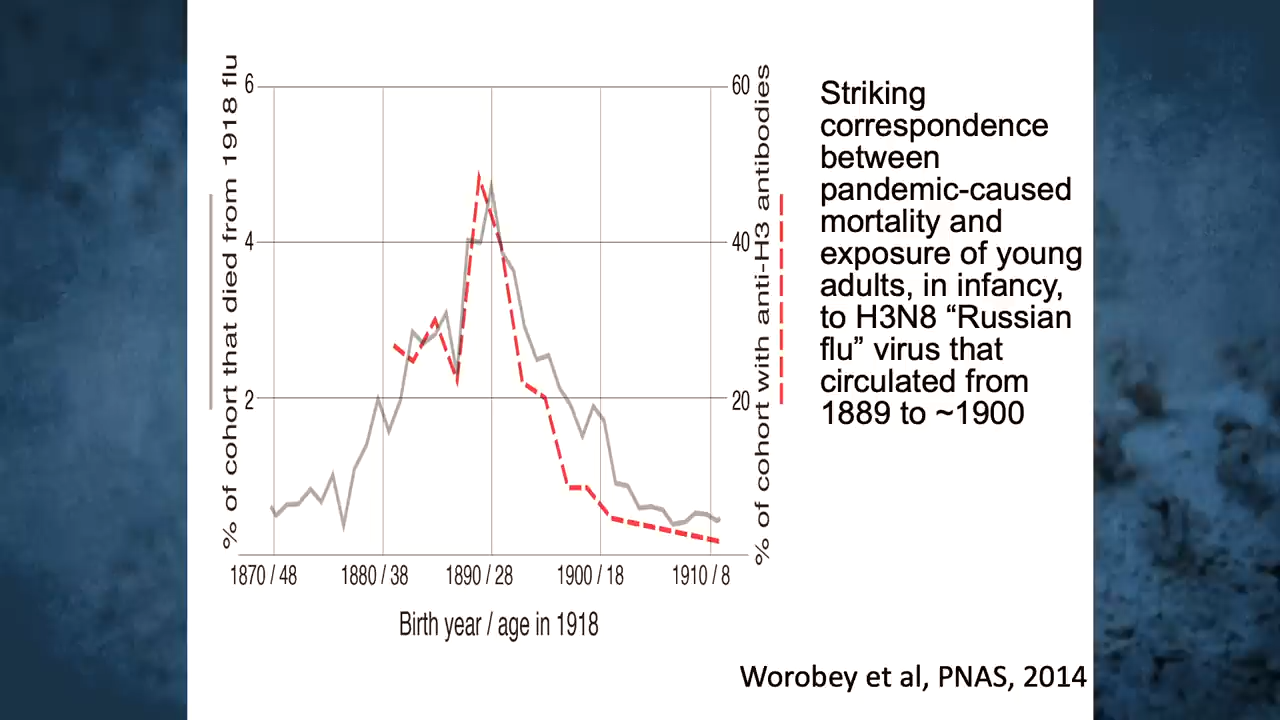 % of cohort that died from 1918 flu
6
4
2
60
40
20
% of cohort with anti-H3 antibodies
1870 / 48
1880 / 38
1890 / 28
1900 / 18
1910 / 8
Birth year / age in 1918
Striking
correspondence
between
pandemic-caused
mortality and
exposure of young
adults, in infancy,
to H3N8 “Russian
flu” virus that
circulated from
1889 to ~1900
Worobey et al, PNAS, 2014